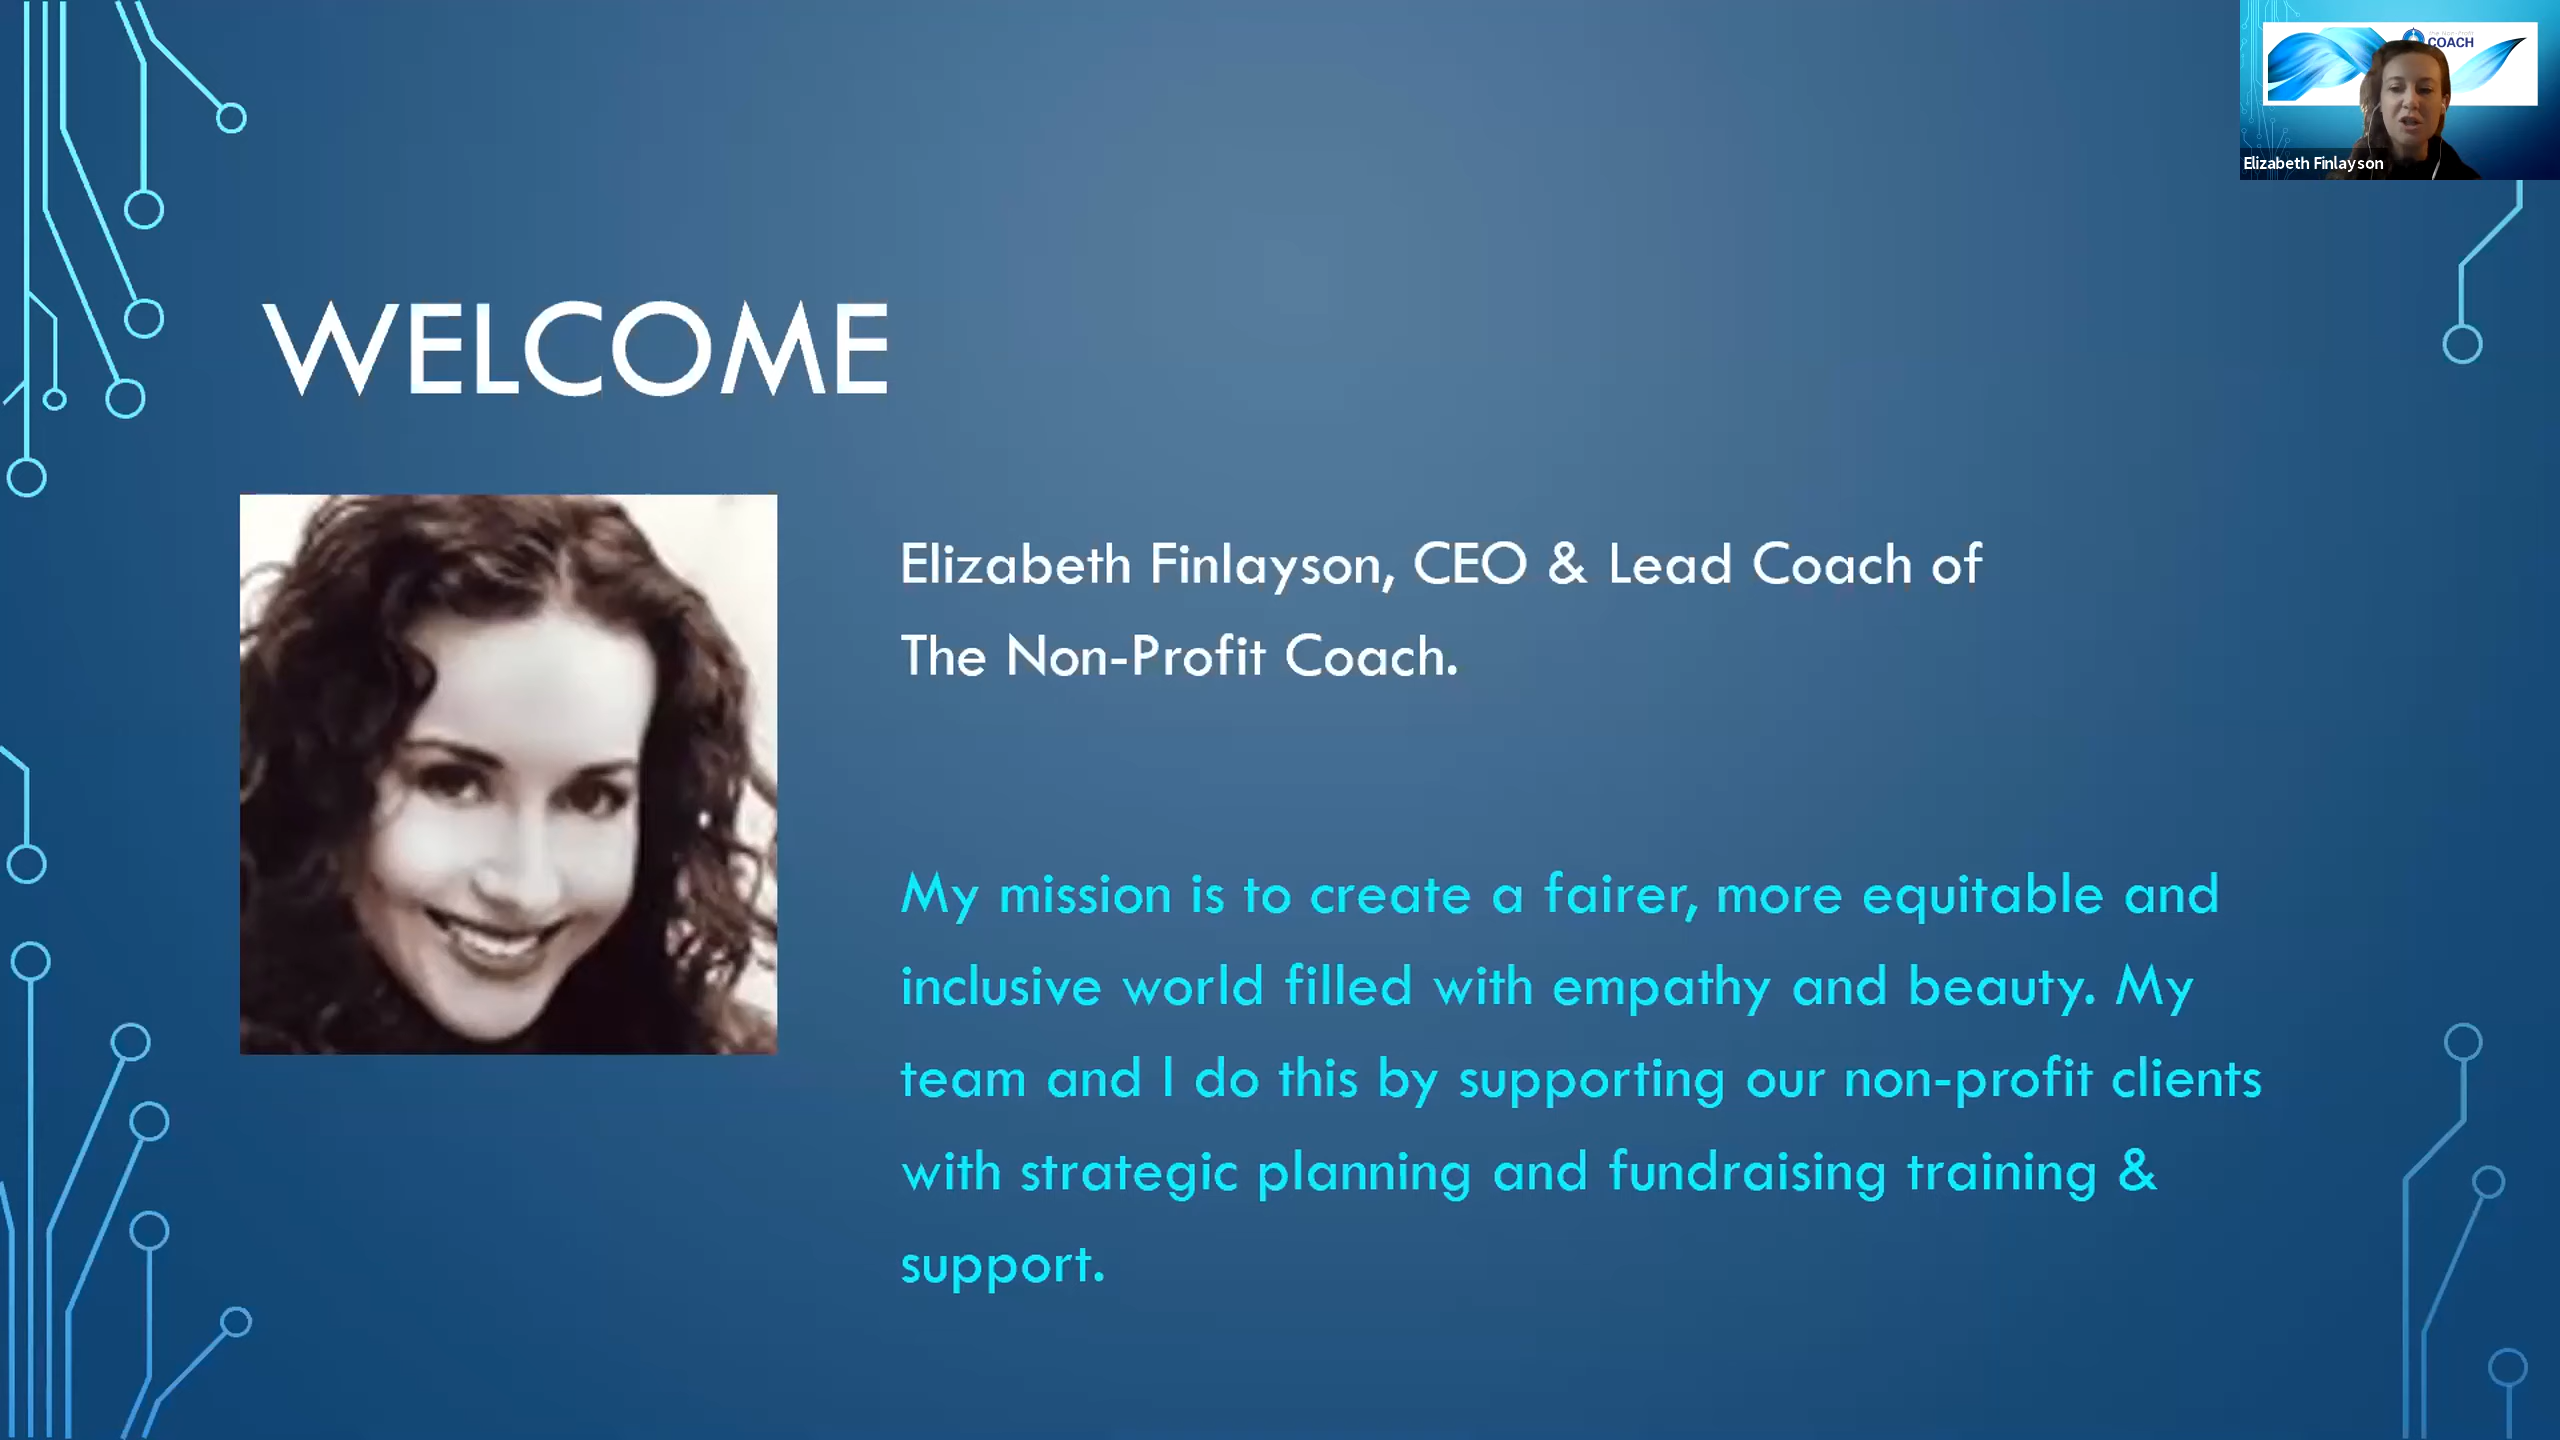 COACH
Elizabeth Finlayson
WELCOME
Elizabeth Finlayson, CEO & Lead Coach of
The Non-Profit Coach.
My mission is to create a fairer, more equitable and
inclusive world filled with empathy and beauty. My
team and I do this by supporting our non-profit clients
with strategic planning and fundraising training &
support.